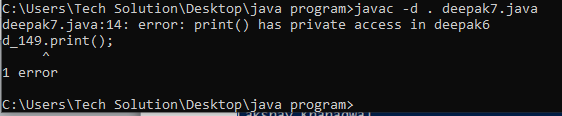 C:\Users\Tech Solution\Desktop\java program>javac -d . deepak7.java
deepak7.java:14: error: print() has private access in deepak6
d_149.print();
^
1 error
C:\Users\Tech Solution\Desktop\java program>